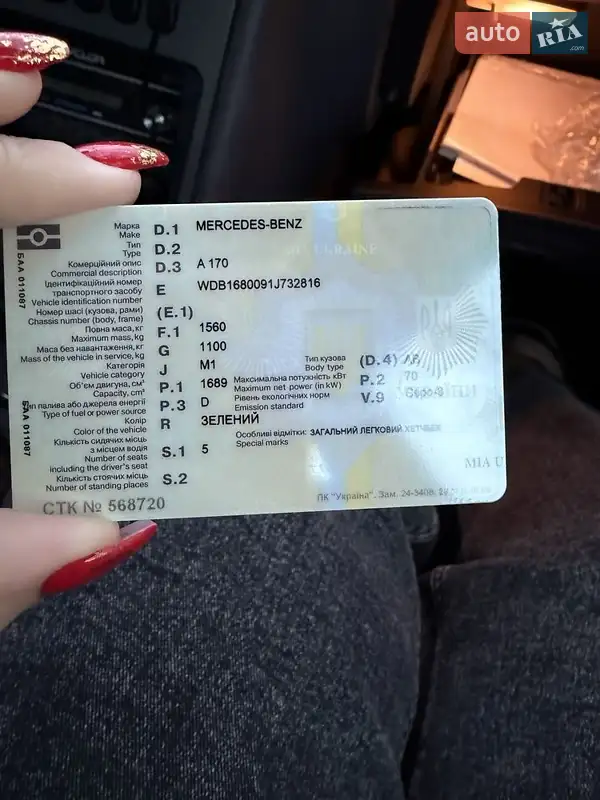 auto RIA .com
Марка D.1 MERCEDES-BENZ
Make
Тип D.2
Type
Комерційний опис D.3 A 170
Commercial description
Ідентифікаційний номер
транспортного засобу E WDB1680091J732816
Vehicle identification number
Номер шасі (кузова, рами) (E.1)
Chassis number (body, frame)
Повна маса, кг F.1 1560
Maximum mass, kg
Маса без навантаження, кг G 1100
Mass of the vehicle in service, kg
Категорія J M1 Тип кузова (D.4)
Vehicle category Body type
Об'єм двигуна, см³ P.1 1689 Максимальна потужність кВт P.2 70
Capacity, cm³ Maximum net power (in kW)
Тип палива або джерела енергії P.3 D Рівень екологічних норм V.9
Type of fuel or power source Emission standard
Колір R ЗЕЛЕНИЙ
Color of the vehicle
Кількість сидячих місць Особливі відмітки: ЗАГАЛЬНИЙ ЛЕГКОВИЙ ХЕТЧБЕК
з місцем водія S.1 5 Special marks
Number of seats
including the driver's seat
Кількість стоячих місць S.2
Number of standing places
MIA U
СТК № 568720
ПК "Україна". Зам. 24-3408.
БАА 011087
БАА 011087
UKRAINE